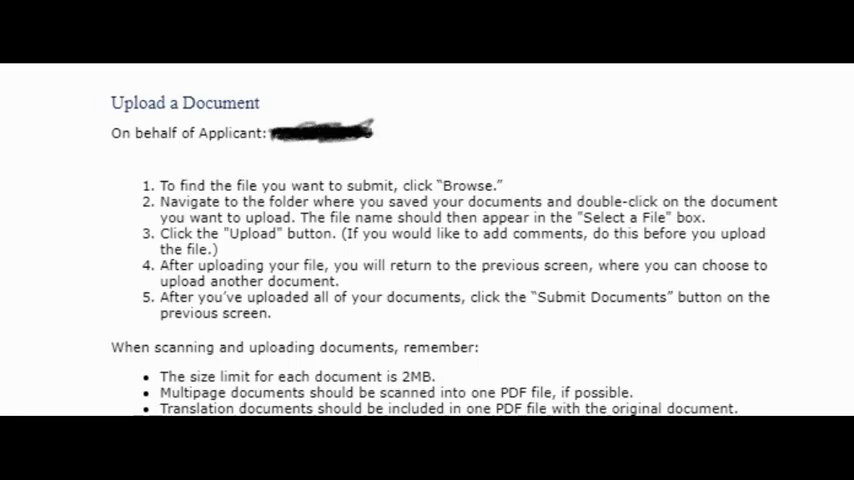 Upload a Document
On behalf of Applicant:
1. To find the file you want to submit, click “Browse.”
2. Navigate to the folder where you saved your documents and double-click on the document
you want to upload. The file name should then appear in the "Select a File" box.
3. Click the "Upload" button. (If you would like to add comments, do this before you upload
the file.)
4. After uploading your file, you will return to the previous screen, where you can choose to
upload another document.
5. After you’ve uploaded all of your documents, click the “Submit Documents” button on the
previous screen.
When scanning and uploading documents, remember:
• The size limit for each document is 2MB.
• Multipage documents should be scanned into one PDF file, if possible.
• Translation documents should be included in one PDF file with the original document.